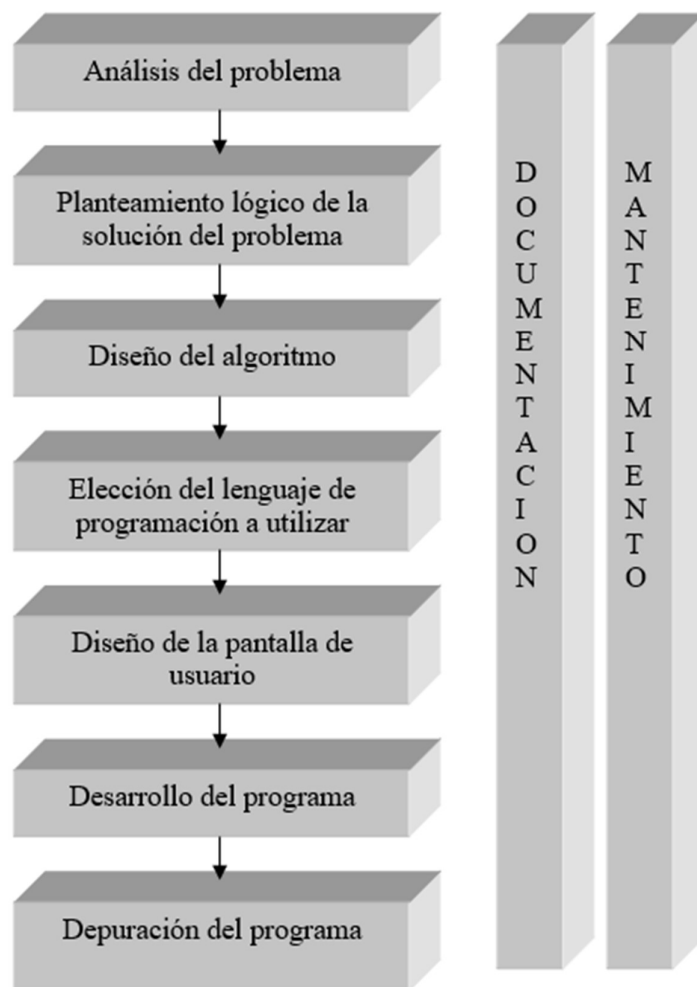 Análisis del problema
Planteamiento lógico de la
solución del problema
Diseño del algoritmo
Elección del lenguaje de
programación a utilizar
Diseño de la pantalla de
usuario
Desarrollo del programa
Depuración del programa
DOCUMENTACION
MANTENIMIENTO